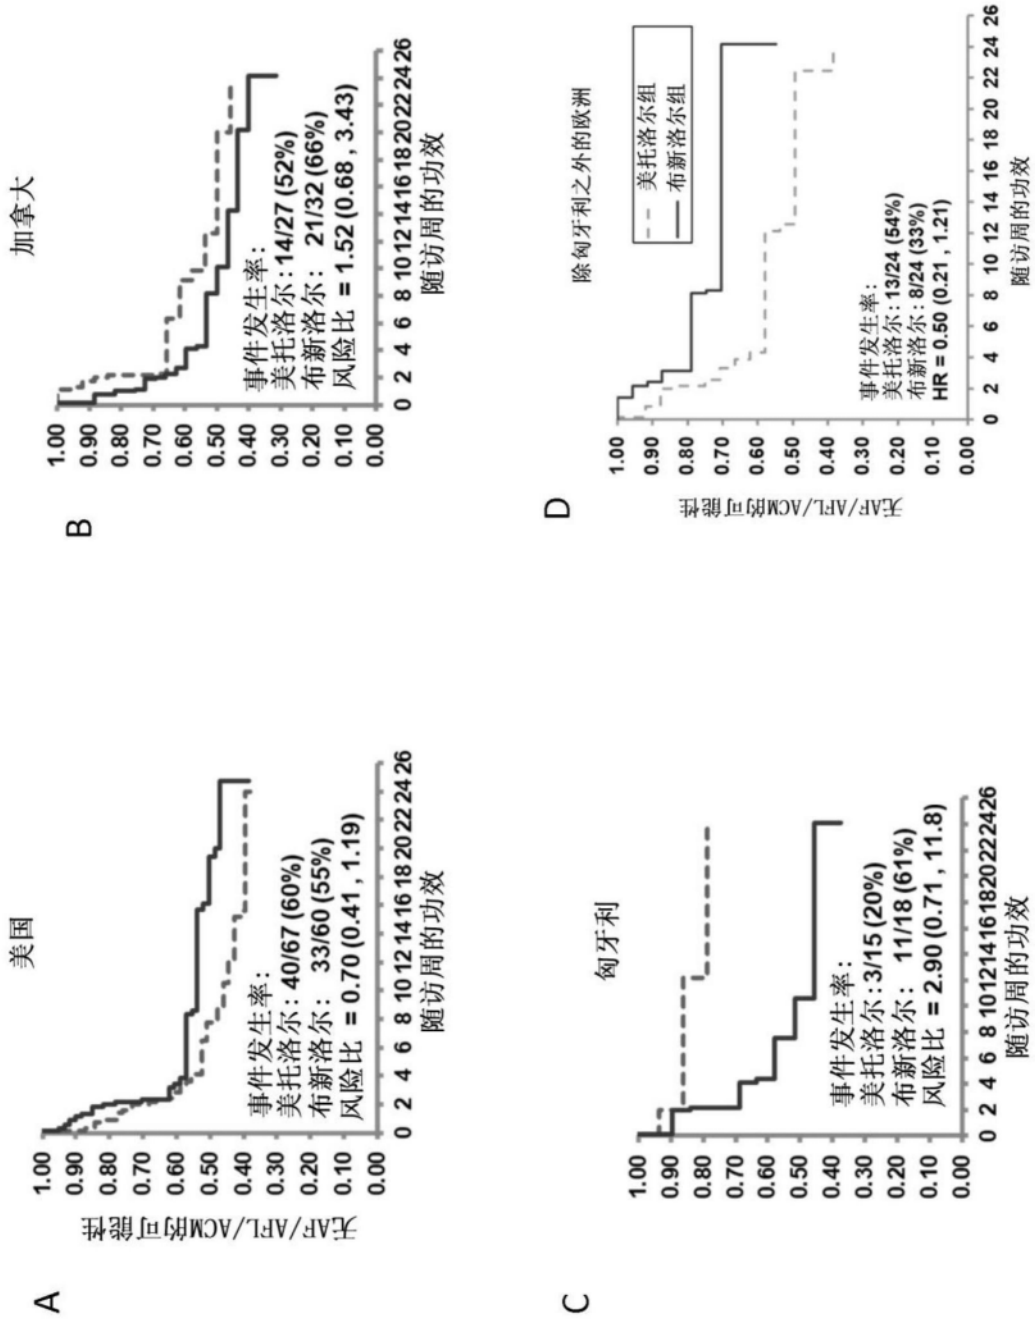 A
美国
无AF/AFL/ACM的可能性
1.00
0.90
0.80
0.70
0.60
0.50
0.40
0.30
0.20
0.10
0.00
事件发生率:
美托洛尔: 40/67 (60%)
布新洛尔: 33/60 (55%)
风险比 = 0.70 (0.41 , 1.19)
0 2 4 6 8 10 12 14 16 18 20 22 24 26
随访周的功效
B
加拿大
1.00
0.90
0.80
0.70
0.60
0.50
0.40
0.30
0.20
0.10
0.00
事件发生率:
美托洛尔: 14/27 (52%)
布新洛尔: 21/32 (66%)
风险比 = 1.52 (0.68 , 3.43)
0 2 4 6 8 10 12 14 16 18 20 22 24 26
随访周的功效
C
匈牙利
1.00
0.90
0.80
0.70
0.60
0.50
0.40
0.30
0.20
0.10
0.00
事件发生率:
美托洛尔: 3/15 (20%)
布新洛尔: 11/18 (61%)
风险比 = 2.90 (0.71 , 11.8)
0 2 4 6 8 10 12 14 16 18 20 22 24 26
随访周的功效
D
除匈牙利之外的欧洲
无AF/AFL/ACM的可能性
1.00
0.90
0.80
0.70
0.60
0.50
0.40
0.30
0.20
0.10
0.00
美托洛尔组
布新洛尔组
事件发生率:
美托洛尔: 13/24 (54%)
布新洛尔: 8/24 (33%)
HR = 0.50 (0.21 , 1.21)
0 2 4 6 8 10 12 14 16 18 20 22 24 26
随访周的功效